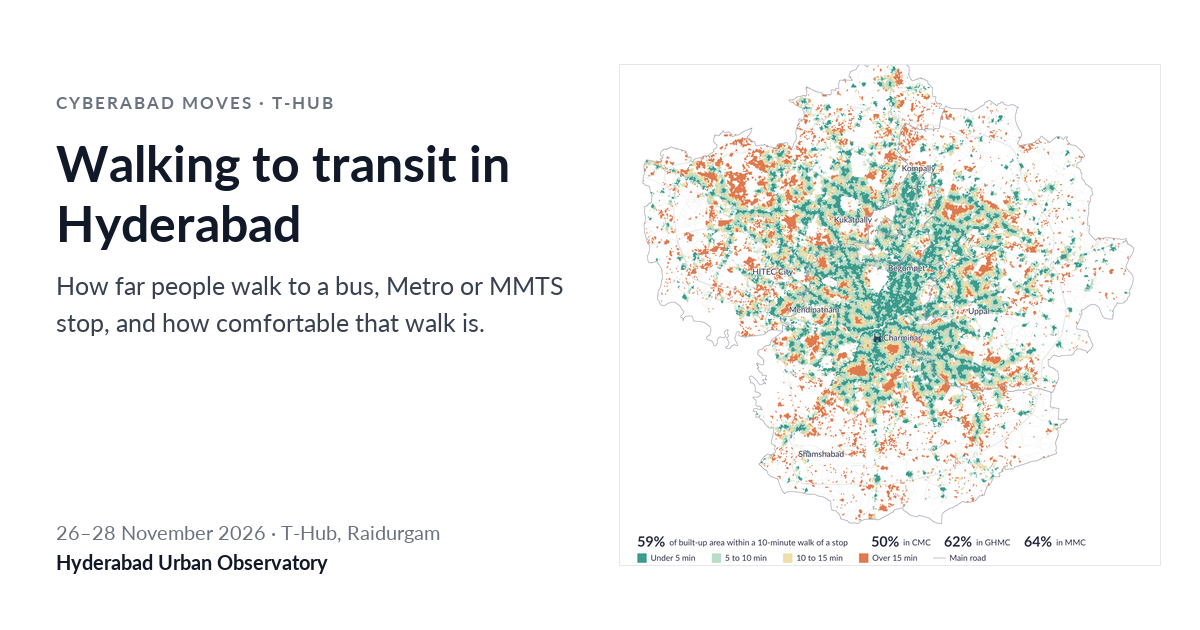 CYBERABAD MOVES · T-HUB
Walking to transit in
Hyderabad
How far people walk to a bus, Metro or MMTS
stop, and how comfortable that walk is.
26–28 November 2026 · T-Hub, Raidurgam
Hyderabad Urban Observatory
Kompally
Kukatpally
HITEC City
Begumpet
Mehdipatnam
Uppal
Charminar
Shamshabad
59% of built-up area within a 10-minute walk of a stop 50% in CMC 62% in GHMC 64% in MMC
Under 5 min 5 to 10 min 10 to 15 min Over 15 min Main road